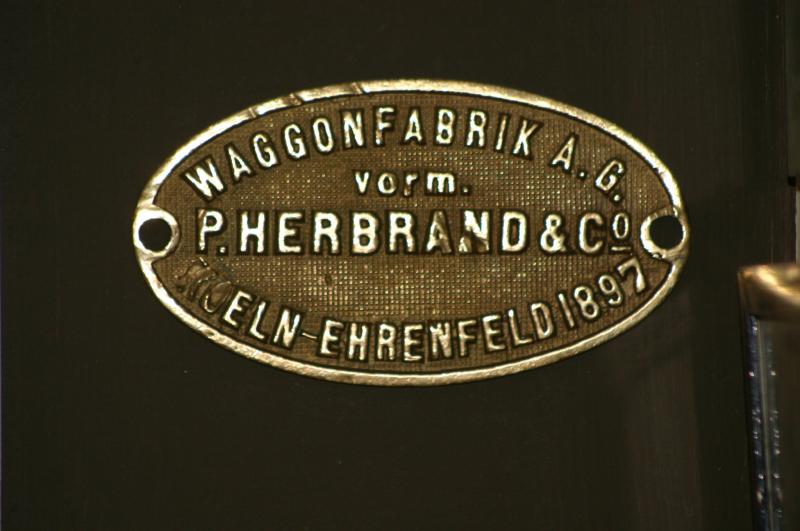 WAGGONFABRIK A.G.
vorm.
P. HERBRAND & Co
KOELN-EHRENFELD 1897